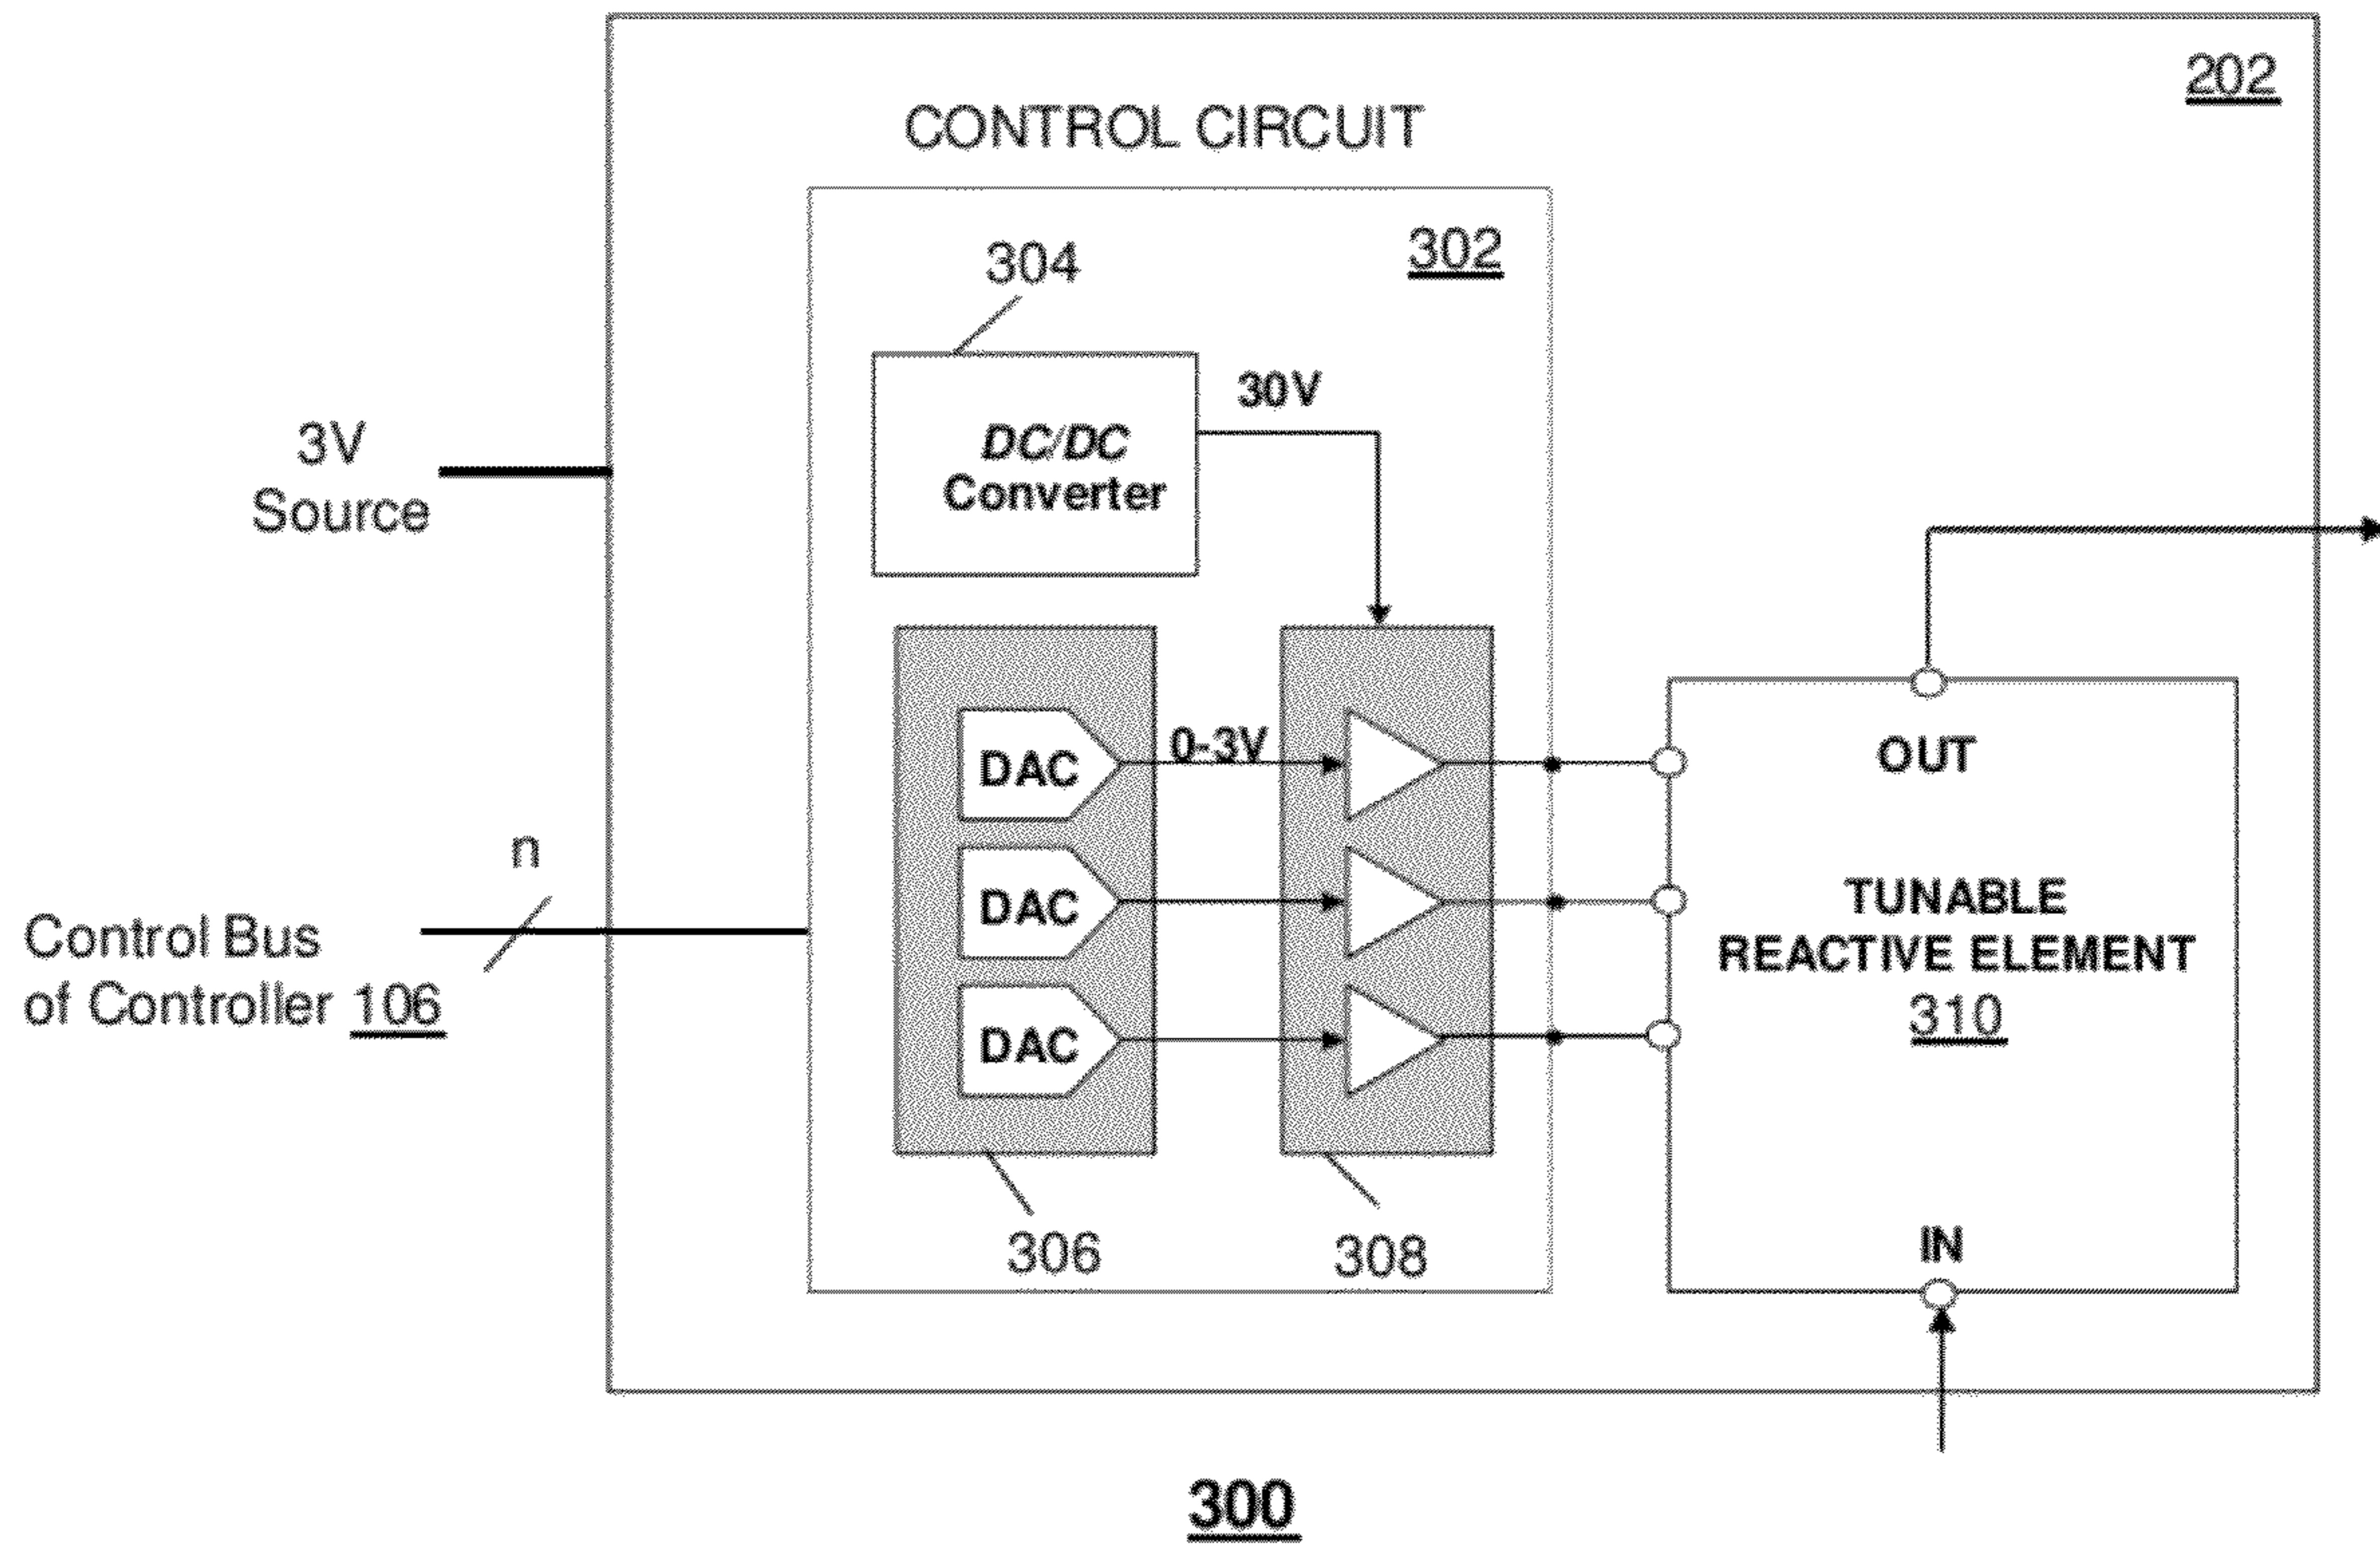 202
CONTROL CIRCUIT
302
304
30V
DC/DC
Converter
3V
Source
0-3V
DAC
DAC
DAC
OUT
n
TUNABLE
REACTIVE ELEMENT
310
Control Bus
of Controller 106
IN
306
308
300